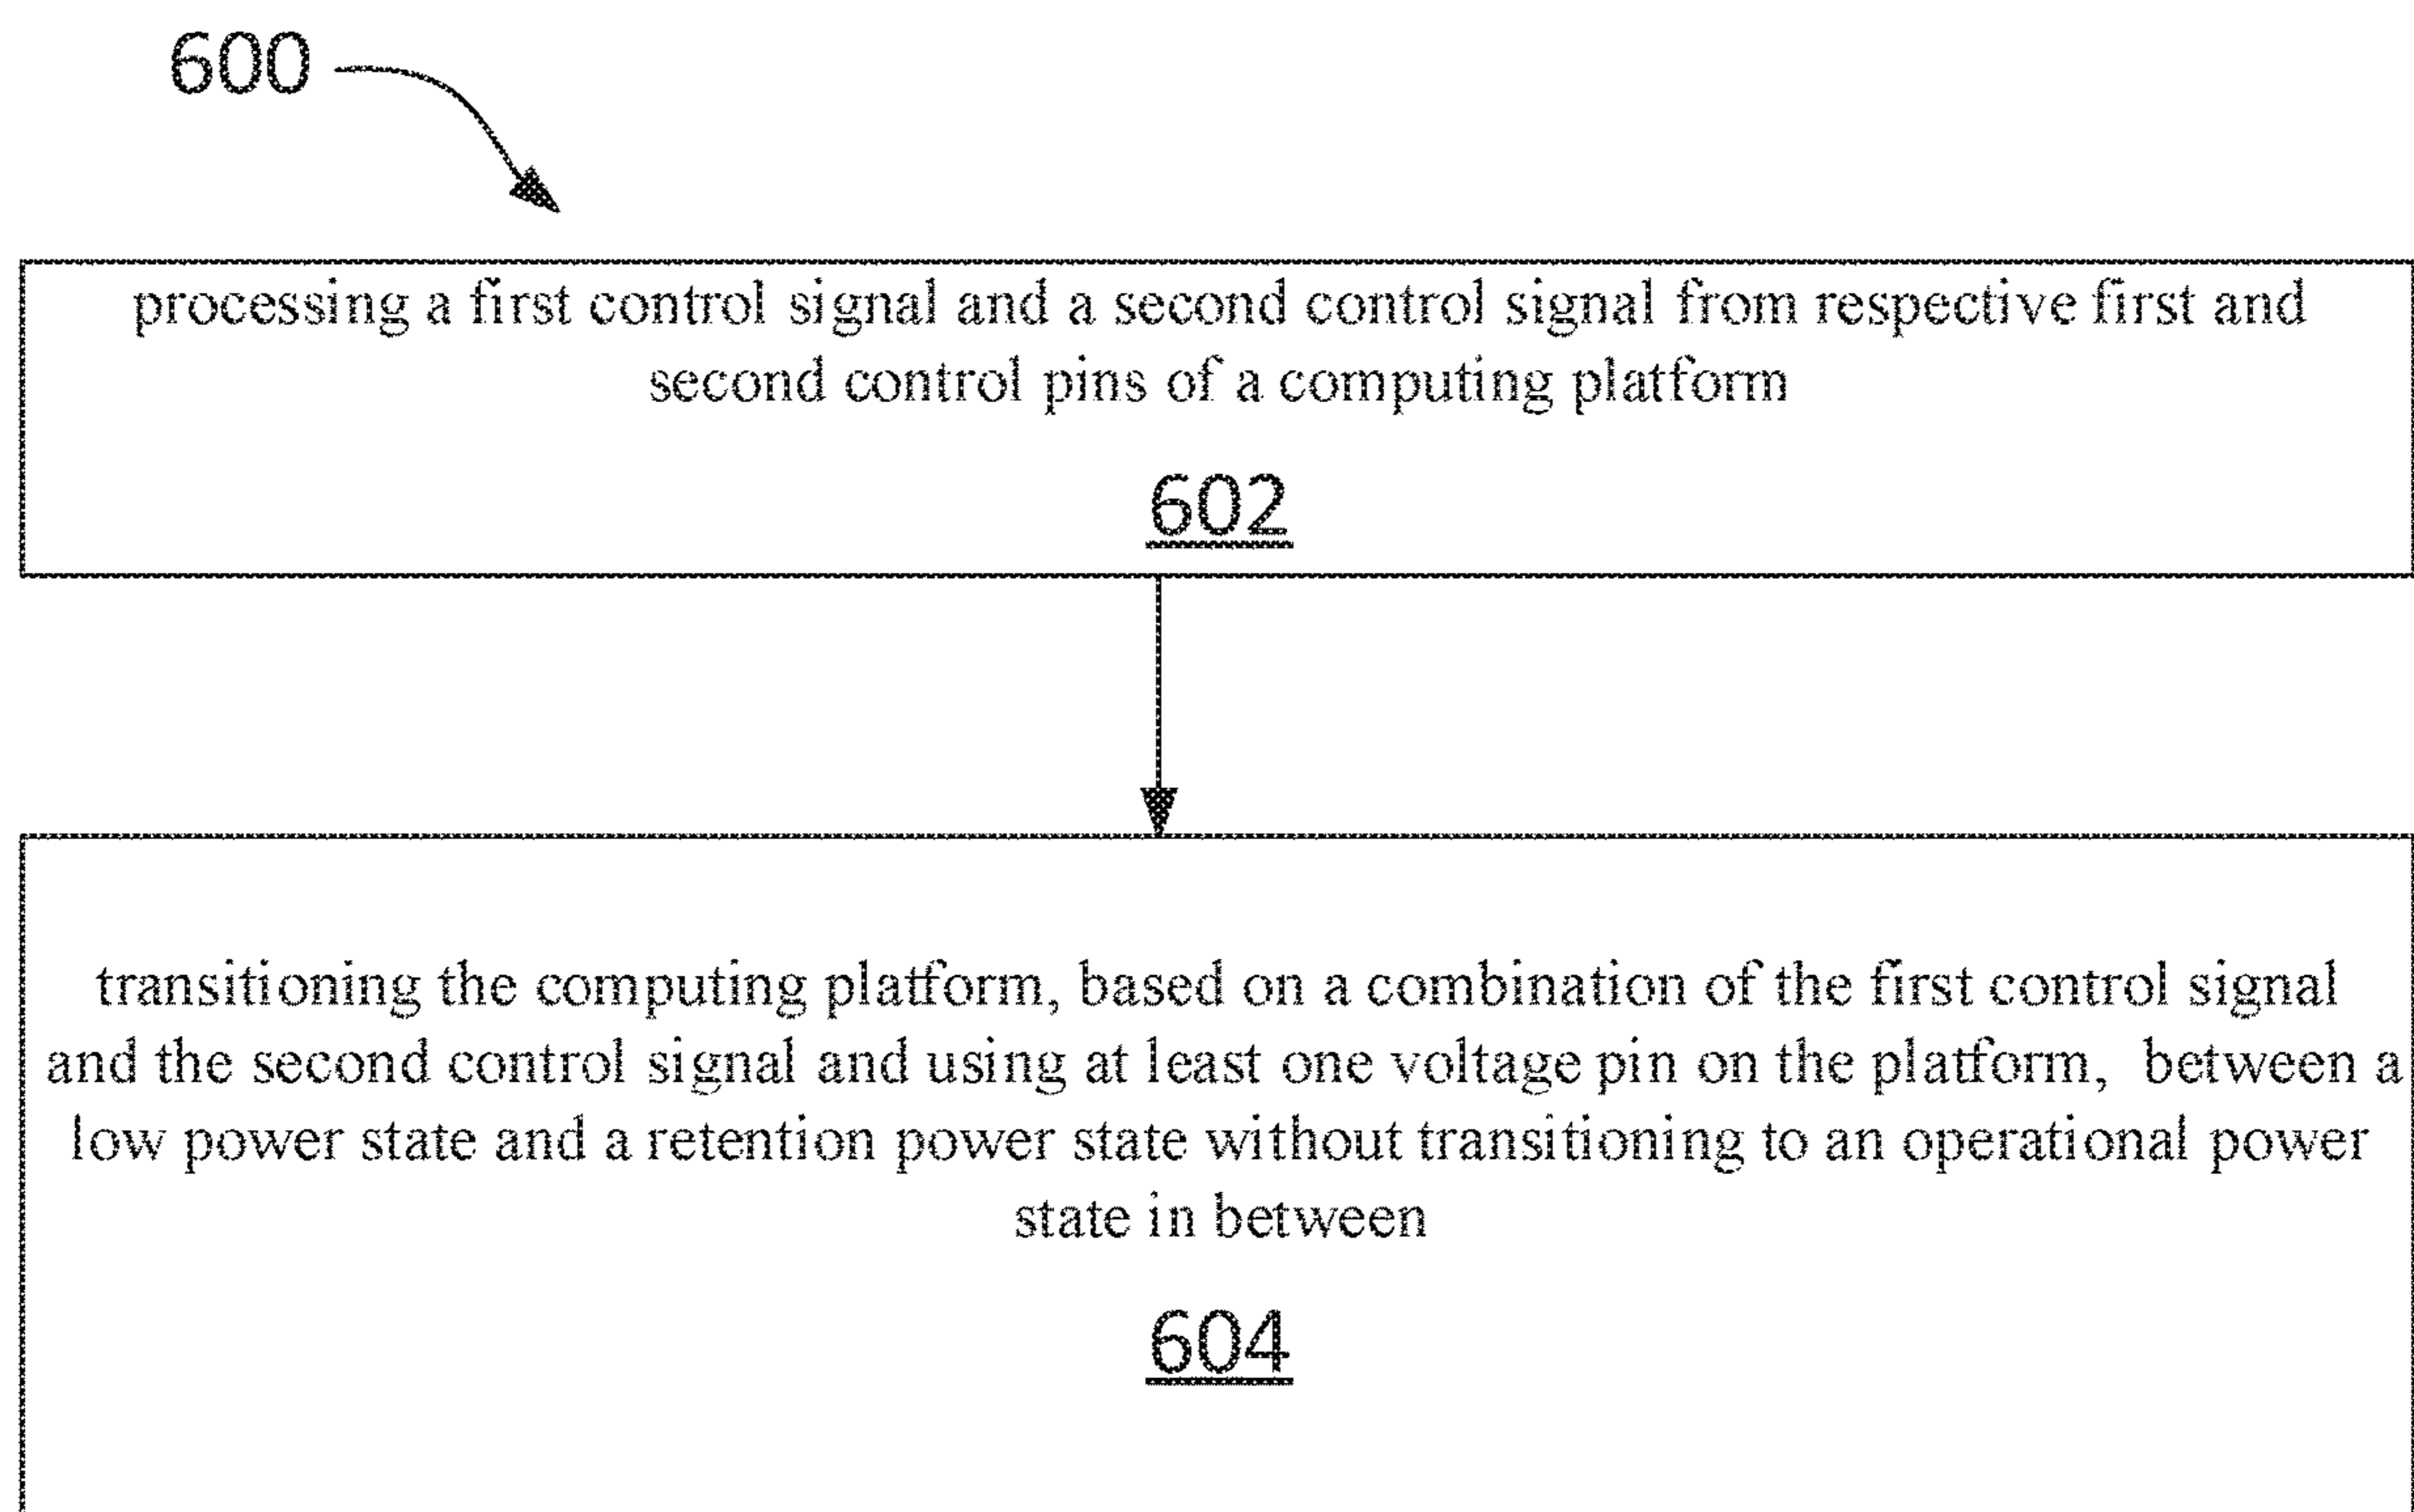 600
processing a first control signal and a second control signal from respective first and
second control pins of a computing platform
602
transitioning the computing platform, based on a combination of the first control signal
and the second control signal and using at least one voltage pin on the platform, between a
low power state and a retention power state without transitioning to an operational power
state in between
604